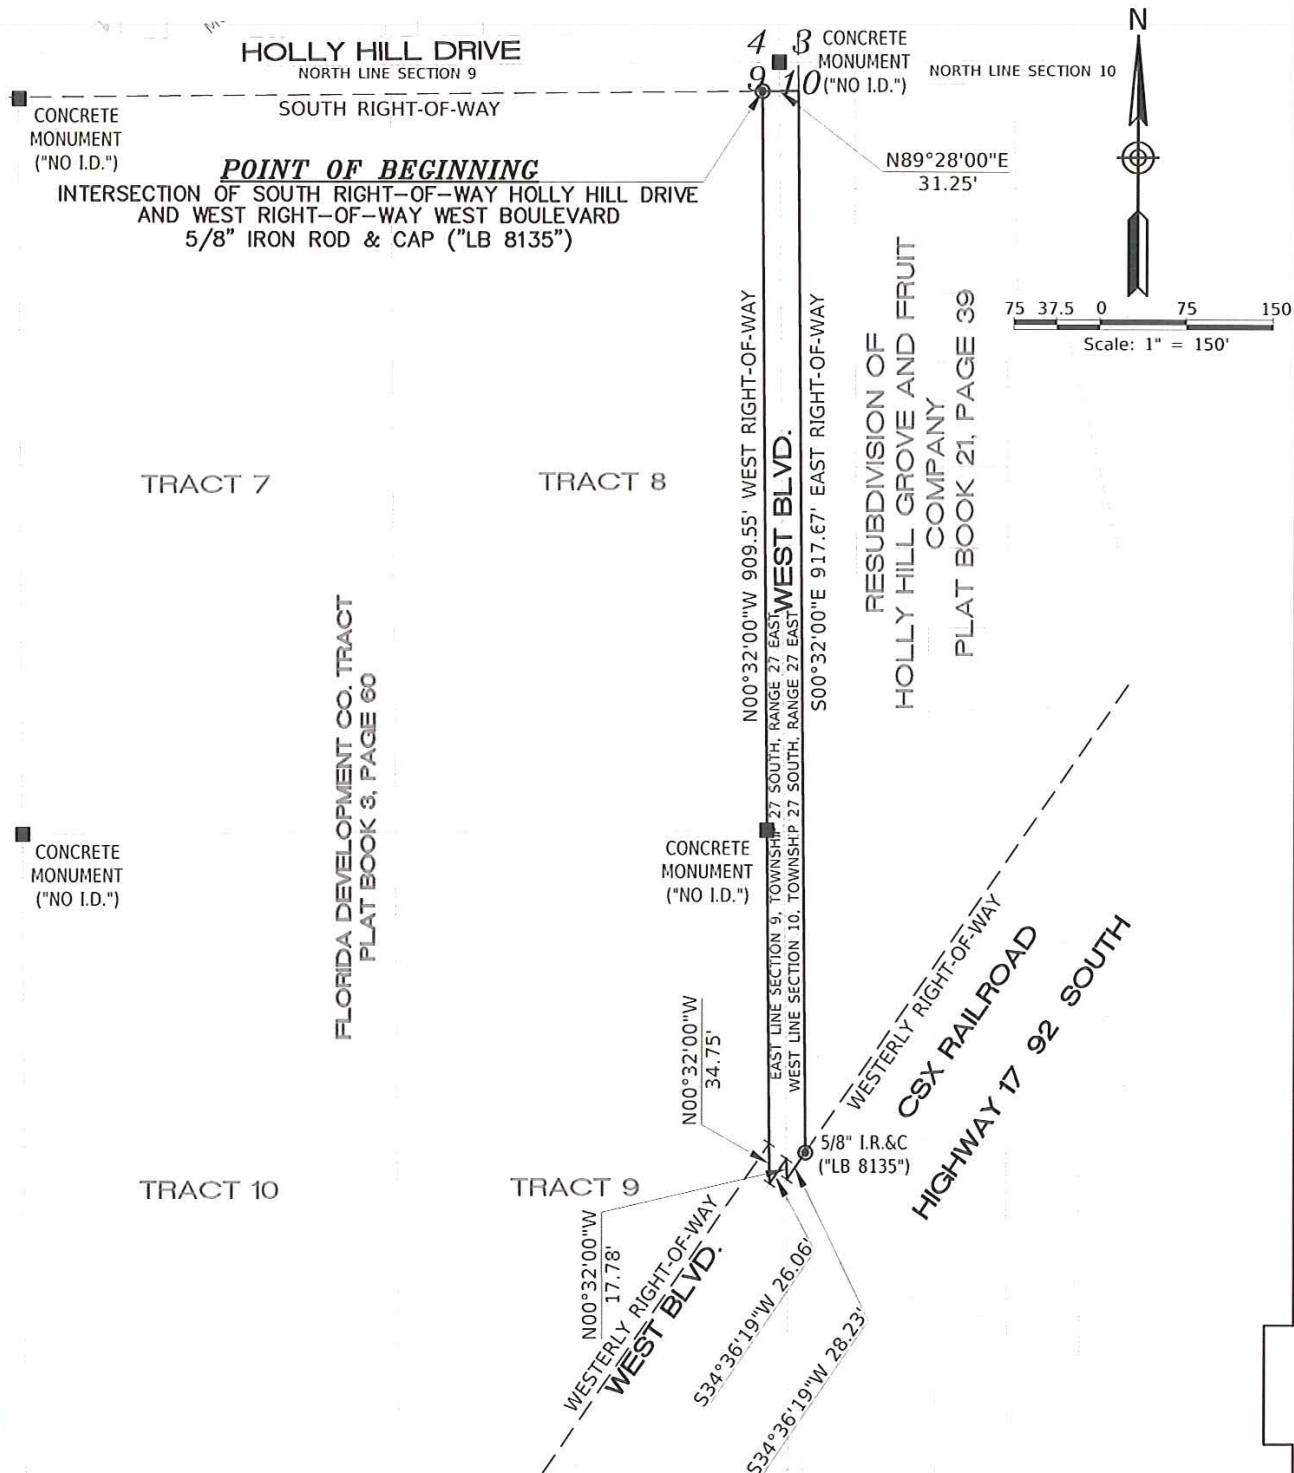 HOLLY HILL DRIVE
NORTH LINE SECTION 9
SOUTH RIGHT-OF-WAY
4 3
9 10
CONCRETE
MONUMENT
("NO I.D.")
NORTH LINE SECTION 10
N
CONCRETE
MONUMENT
("NO I.D.")
POINT OF BEGINNING
INTERSECTION OF SOUTH RIGHT-OF-WAY HOLLY HILL DRIVE
AND WEST RIGHT-OF-WAY WEST BOULEVARD
5/8" IRON ROD & CAP ("LB 8135")
N89°28'00"E
31.25'
75 37.5 0 75 150
Scale: 1" = 150'
N00°32'00"W 909.55' WEST RIGHT-OF-WAY
WEST BLVD.
S00°32'00"E 917.67' EAST RIGHT-OF-WAY
RESUBDIVISION OF
HOLLY HILL GROVE AND FRUIT
COMPANY
PLAT BOOK 21, PAGE 39
TRACT 7
TRACT 8
FLORIDA DEVELOPMENT CO. TRACT
PLAT BOOK 3, PAGE 60
EAST LINE SECTION 9, TOWNSHIP 27 SOUTH, RANGE 27 EAST
WEST LINE SECTION 10, TOWNSHIP 27 SOUTH, RANGE 27 EAST
CONCRETE
MONUMENT
("NO I.D.")
CONCRETE
MONUMENT
("NO I.D.")
WESTERLY RIGHT-OF-WAY
CSX RAILROAD
HIGHWAY 17 92 SOUTH
N00°32'00"W
34.75'
5/8" I.R.&C
("LB 8135")
TRACT 10
TRACT 9
N00°32'00"W
17.78'
WESTERLY RIGHT-OF-WAY
WEST BLVD.
S34°36'19"W 26.06'
S34°36'19"W 28.23'